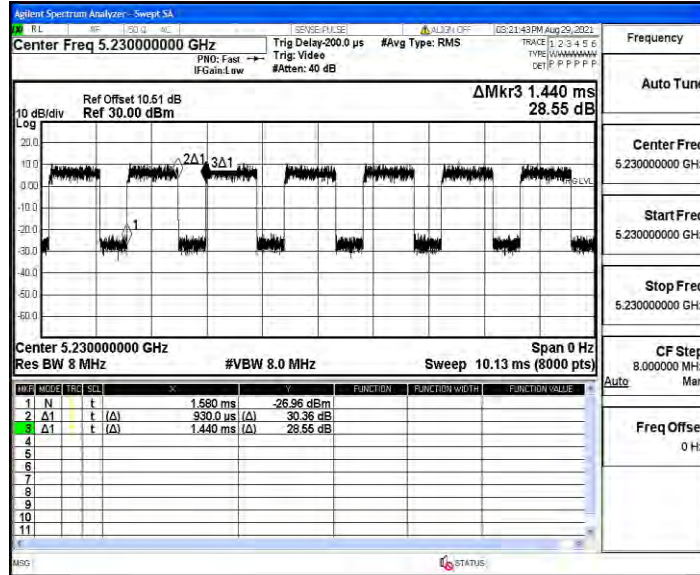 Agilent Spectrum Analyzer - Swept SA
RL RF 50 Ω AC SENSE:PULSE ALIGN OFF 03:21:43PM Aug 29, 2021
Center Freq 5.230000000 GHz
PNO: Fast
IFGain:Low
Trig Delay-200.0 µs
Trig: Video
#Atten: 40 dB
#Avg Type: RMS
TRACE 1 2 3 4 5 6
TYPE WWWWWW
DET P P P P P P
Ref Offset 10.51 dB
10 dB/div Ref 30.00 dBm
ΔMkr3 1.440 ms
28.55 dB
Log
20.0
10.0
0.00
-10.0
-20.0
-30.0
-40.0
-50.0
-60.0
2Δ1 3Δ1
1
Center 5.230000000 GHz Span 0 Hz
Res BW 8 MHz #VBW 8.0 MHz Sweep 10.13 ms (8000 pts)
MKR MODE TRC SCL X Y FUNCTION FUNCTION WIDTH FUNCTION VALUE
1 N t 1.580 ms -26.96 dBm
2 Δ1 t (Δ) 930.0 µs (Δ) 30.36 dB
3 Δ1 t (Δ) 1.440 ms (Δ) 28.55 dB
4
5
6
7
8
9
10
11
MSG STATUS
Frequency
Auto Tune
Center Freq
5.230000000 GHz
Start Freq
5.230000000 GHz
Stop Freq
5.230000000 GHz
CF Step
8.000000 MHz
Auto Man
Freq Offset
0 Hz